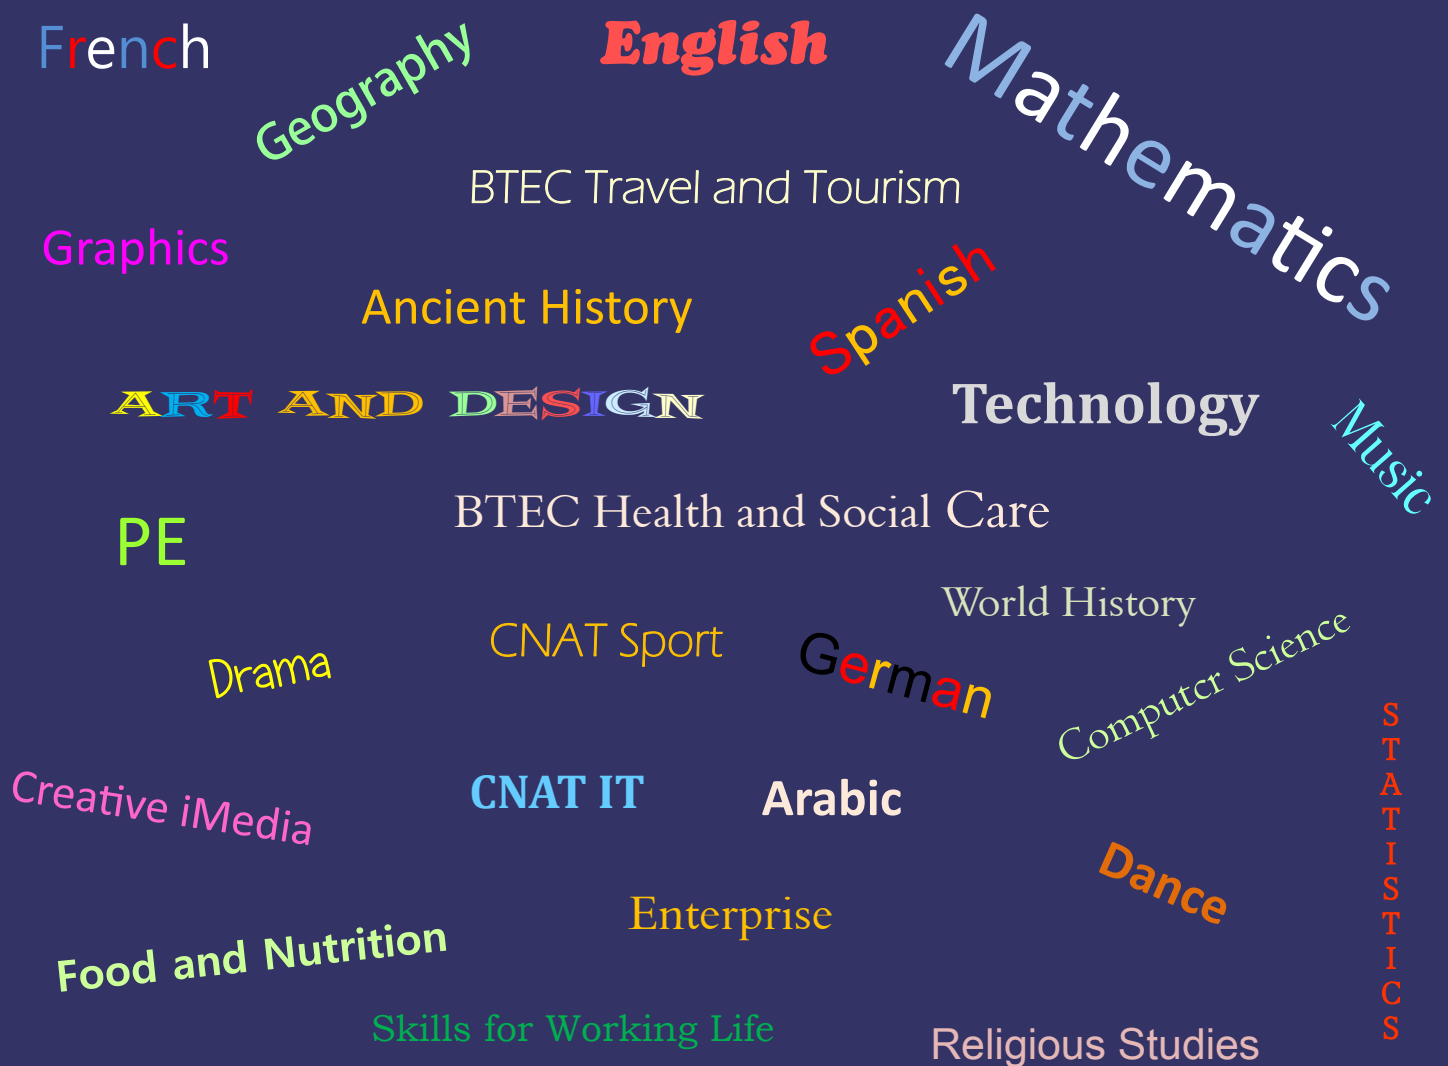 French
Geography
English
Mathematics
BTEC Travel and Tourism
Graphics
Ancient History
Spanish
ART AND DESIGN
Technology
Music
PE
BTEC Health and Social Care
World History
CNAT Sport
German
Drama
Computer Science
STATISTICS
Creative iMedia
CNAT IT
Arabic
Dance
Enterprise
Food and Nutrition
Skills for Working Life
Religious Studies